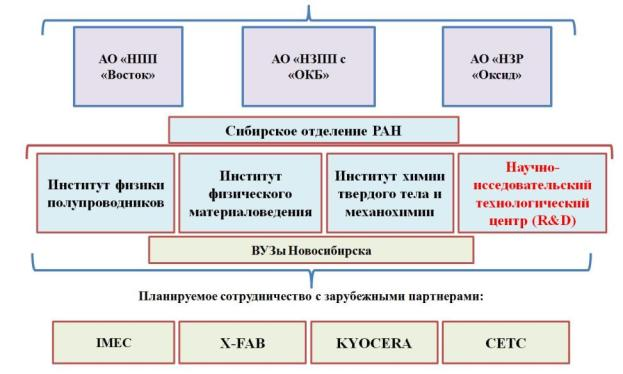 АО «НПП
«Восток»
АО «НЗПП с
«ОКБ»
АО «НЗР
«Оксид»
Сибирское отделение РАН
Институт физики
полупроводников
Институт
физического
материаловедения
Институт химии
твердого тела и
механохимии
Научно-
исседовательский
технологический
центр (R&D)
ВУЗы Новосибирска
Планируемое сотрудничество с зарубежными партнерами:
IMEC
X-FAB
KYOCERA
CETC